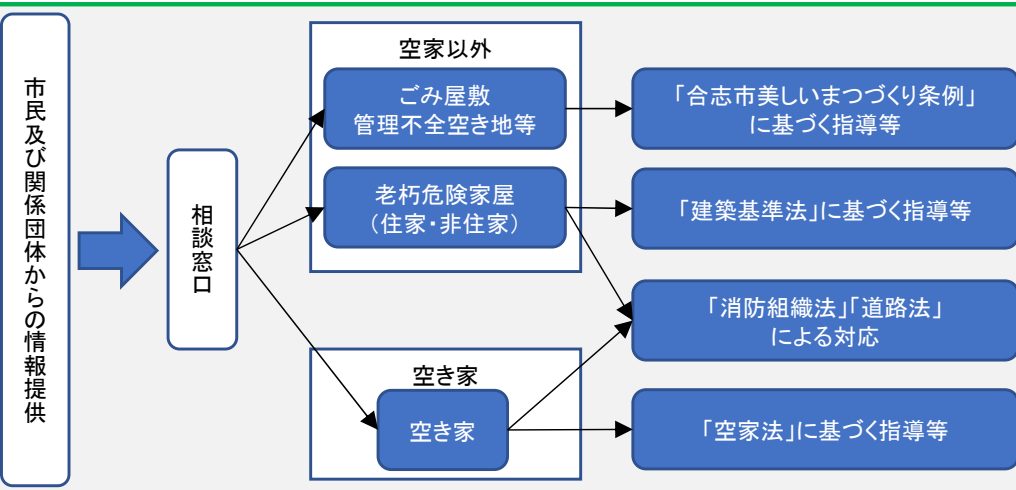 市民及び関係団体からの情報提供
相談窓口
空家以外
ごみ屋敷
管理不全空き地等
老朽危険家屋
(住家・非住家)
空き家
空き家
「合志市美しいまつづくり条例」
に基づく指導等
「建築基準法」に基づく指導等
「消防組織法」「道路法」
による対応
「空家法」に基づく指導等